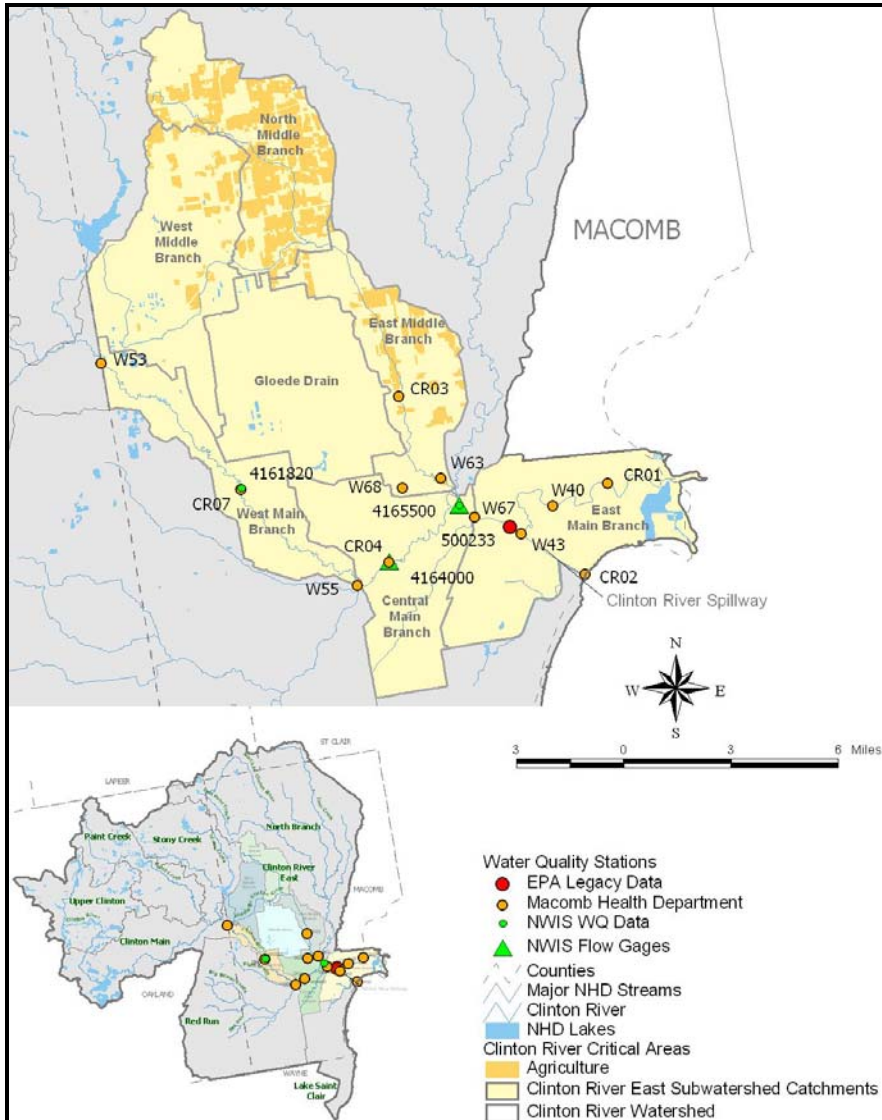 North
Middle
Branch
MACOMB
West
Middle
Branch
East Middle
Branch
W53
Gloede Drain
CR03
4161820
W63
CR01
W68
W40
CR07
4165500
W67
East
Main Branch
West Main
Branch
500233
W43
CR04
4164000
CR02
W55
Clinton River Spillway
Central
Main
Branch
N
W
E
S
3 0 3 6 Miles
ST CLAIR
LAPEER
North Branch
Paint Creek
Stony Creek
Clinton River
East
MACOMB
Upper Clinton
Clinton Main
OAKLAND
Red Run
WAYNE
Lake Saint
Clair
Water Quality Stations
EPA Legacy Data
Macomb Health Department
NWIS WQ Data
NWIS Flow Gages
Counties
Major NHD Streams
Clinton River
NHD Lakes
Clinton River Critical Areas
Agriculture
Clinton River East Subwatershed Catchments
Clinton River Watershed